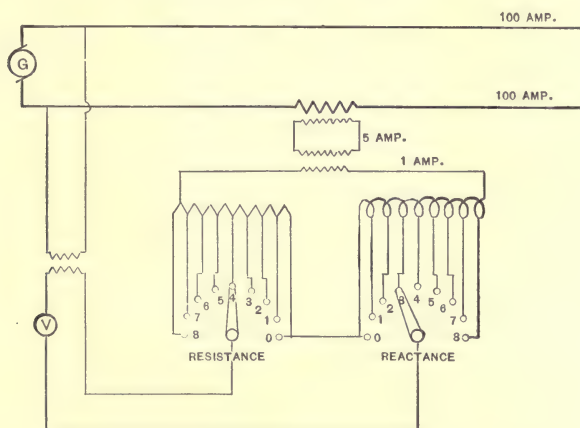 100 AMP.
G
100 AMP.
5 AMP.
1 AMP.
V
8 7 6 5 4 3 2 1 0
0 1 2 3 4 5 6 7 8
RESISTANCE
REACTANCE